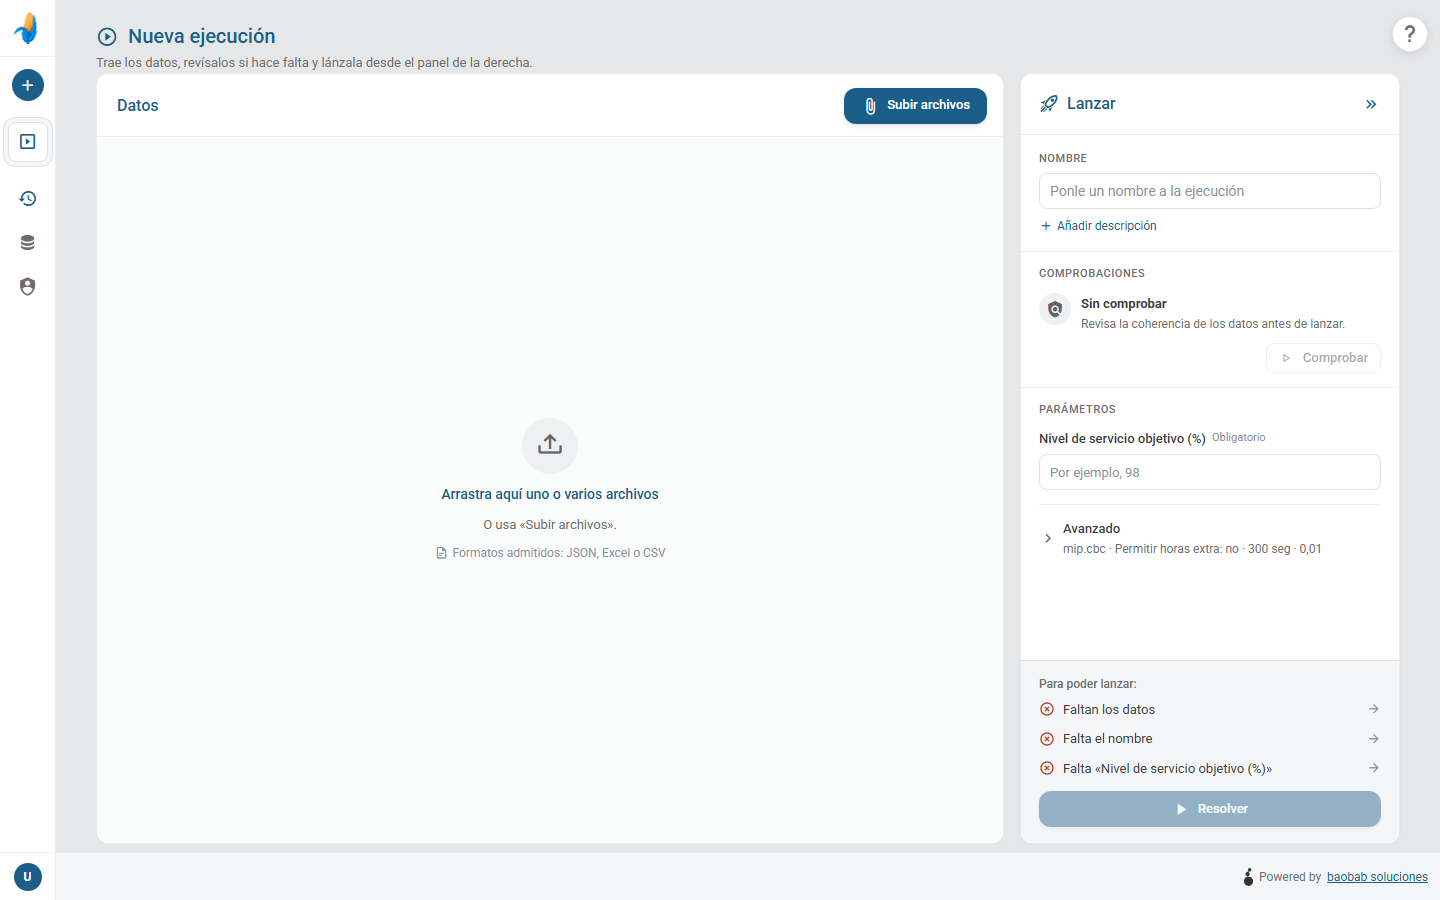 Nueva ejecución
Trae los datos, revísalos si hace falta y lánzala desde el panel de la derecha.
?
Datos
Subir archivos
Arrastra aquí uno o varios archivos
O usa «Subir archivos».
Formatos admitidos: JSON, Excel o CSV
Lanzar
NOMBRE
Ponle un nombre a la ejecución
+ Añadir descripción
COMPROBACIONES
Sin comprobar
Revisa la coherencia de los datos antes de lanzar.
Comprobar
PARÁMETROS
Nivel de servicio objetivo (%) Obligatorio
Por ejemplo, 98
Avanzado
mip.cbc · Permitir horas extra: no · 300 seg · 0,01
Para poder lanzar:
Faltan los datos
Falta el nombre
Falta «Nivel de servicio objetivo (%)»
Resolver
U
Powered by baobab soluciones